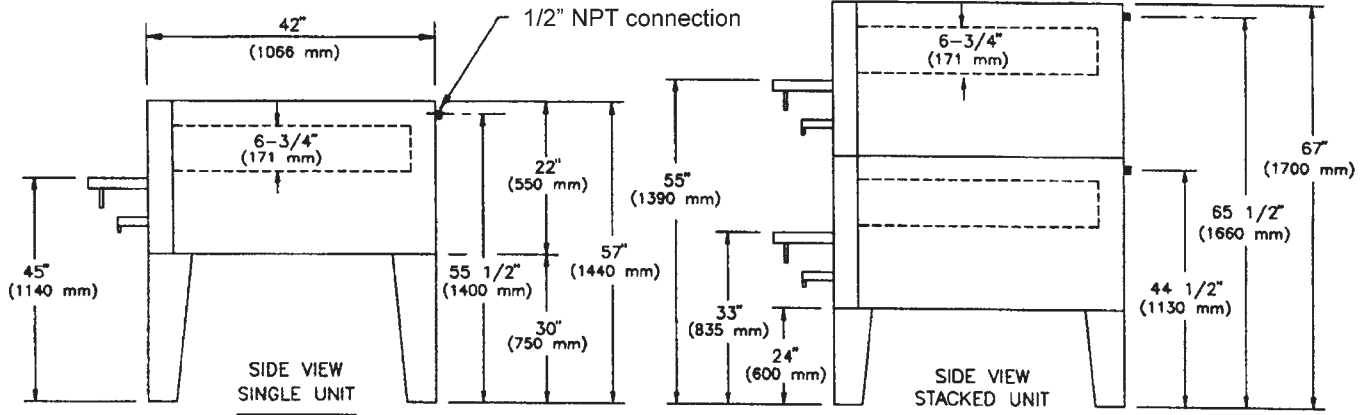 42"
(1066 mm)
1/2" NPT connection
6-3/4"
(171 mm)
22"
(550 mm)
45"
(1140 mm)
55 1/2"
(1400 mm)
57"
(1440 mm)
30"
(750 mm)
SIDE VIEW
SINGLE UNIT
6-3/4"
(171 mm)
55"
(1390 mm)
33"
(835 mm)
24"
(600 mm)
67"
(1700 mm)
65 1/2"
(1660 mm)
44 1/2"
(1130 mm)
SIDE VIEW
STACKED UNIT